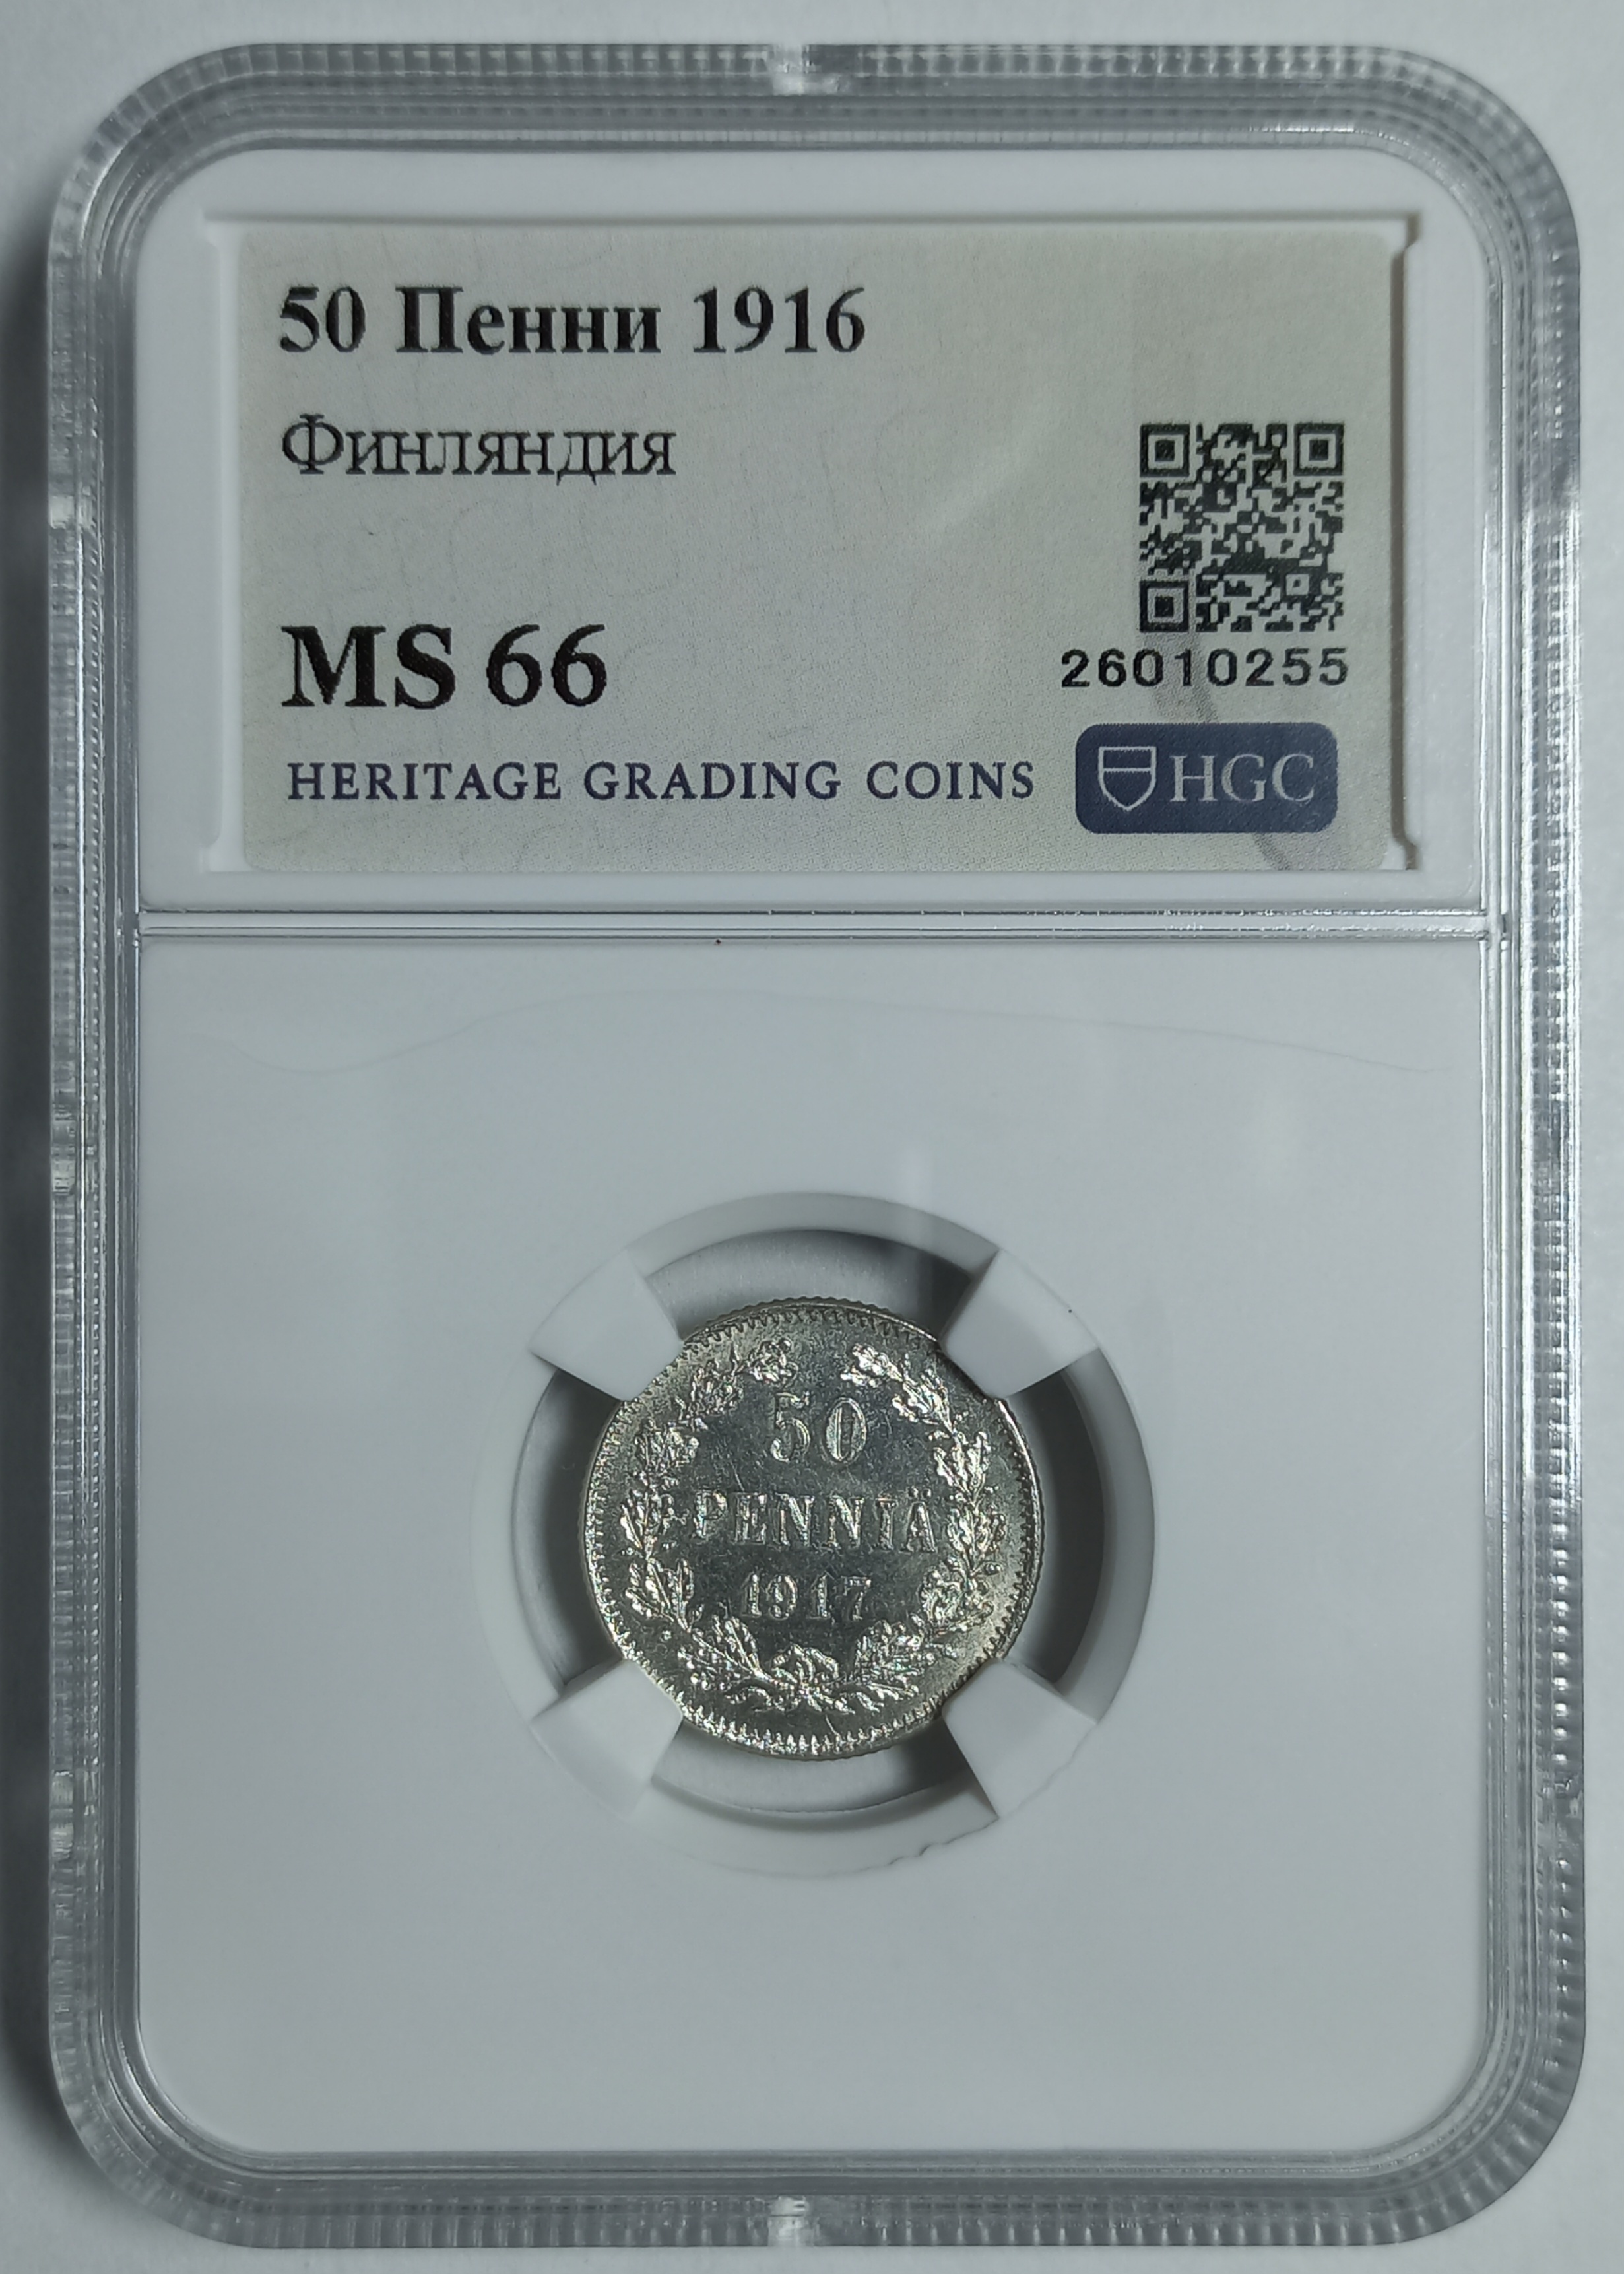 50 Пенни 1916
Финляндия
MS 66
26010255
HERITAGE GRADING COINS
HGC
50
PENNIÄ
1917